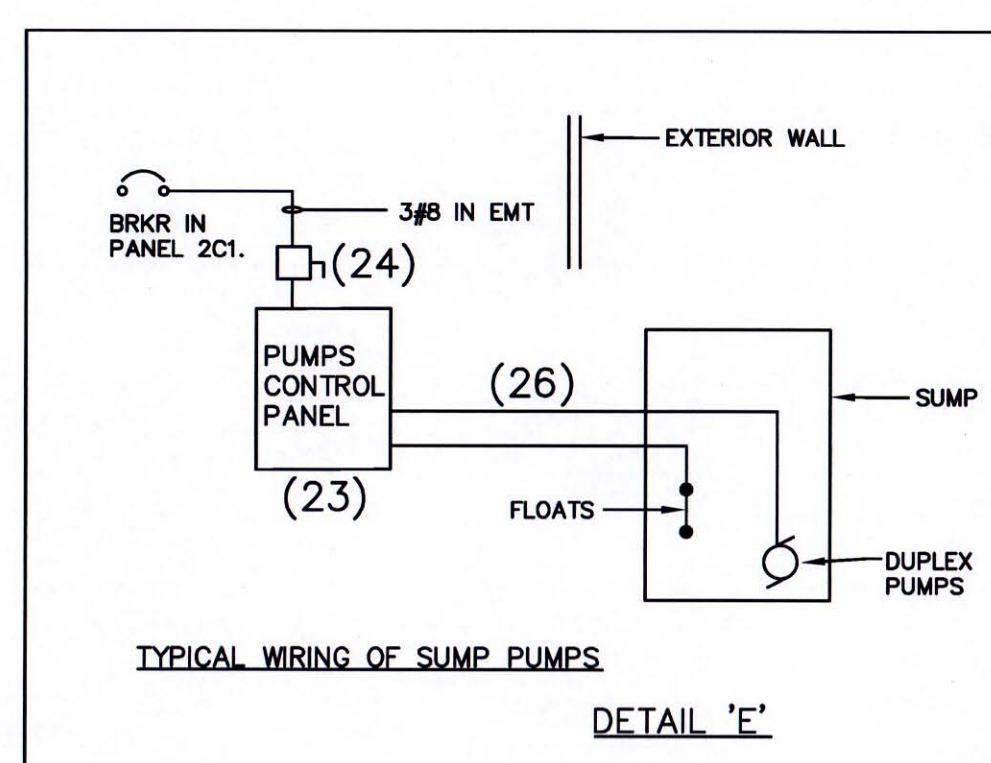 EXTERIOR WALL
BRKR IN
PANEL 2C1.
3#8 IN EMT
(24)
PUMPS
CONTROL
PANEL
(26)
SUMP
(23)
FLOATS
DUPLEX
PUMPS
TYPICAL WIRING OF SUMP PUMPS
DETAIL 'E'